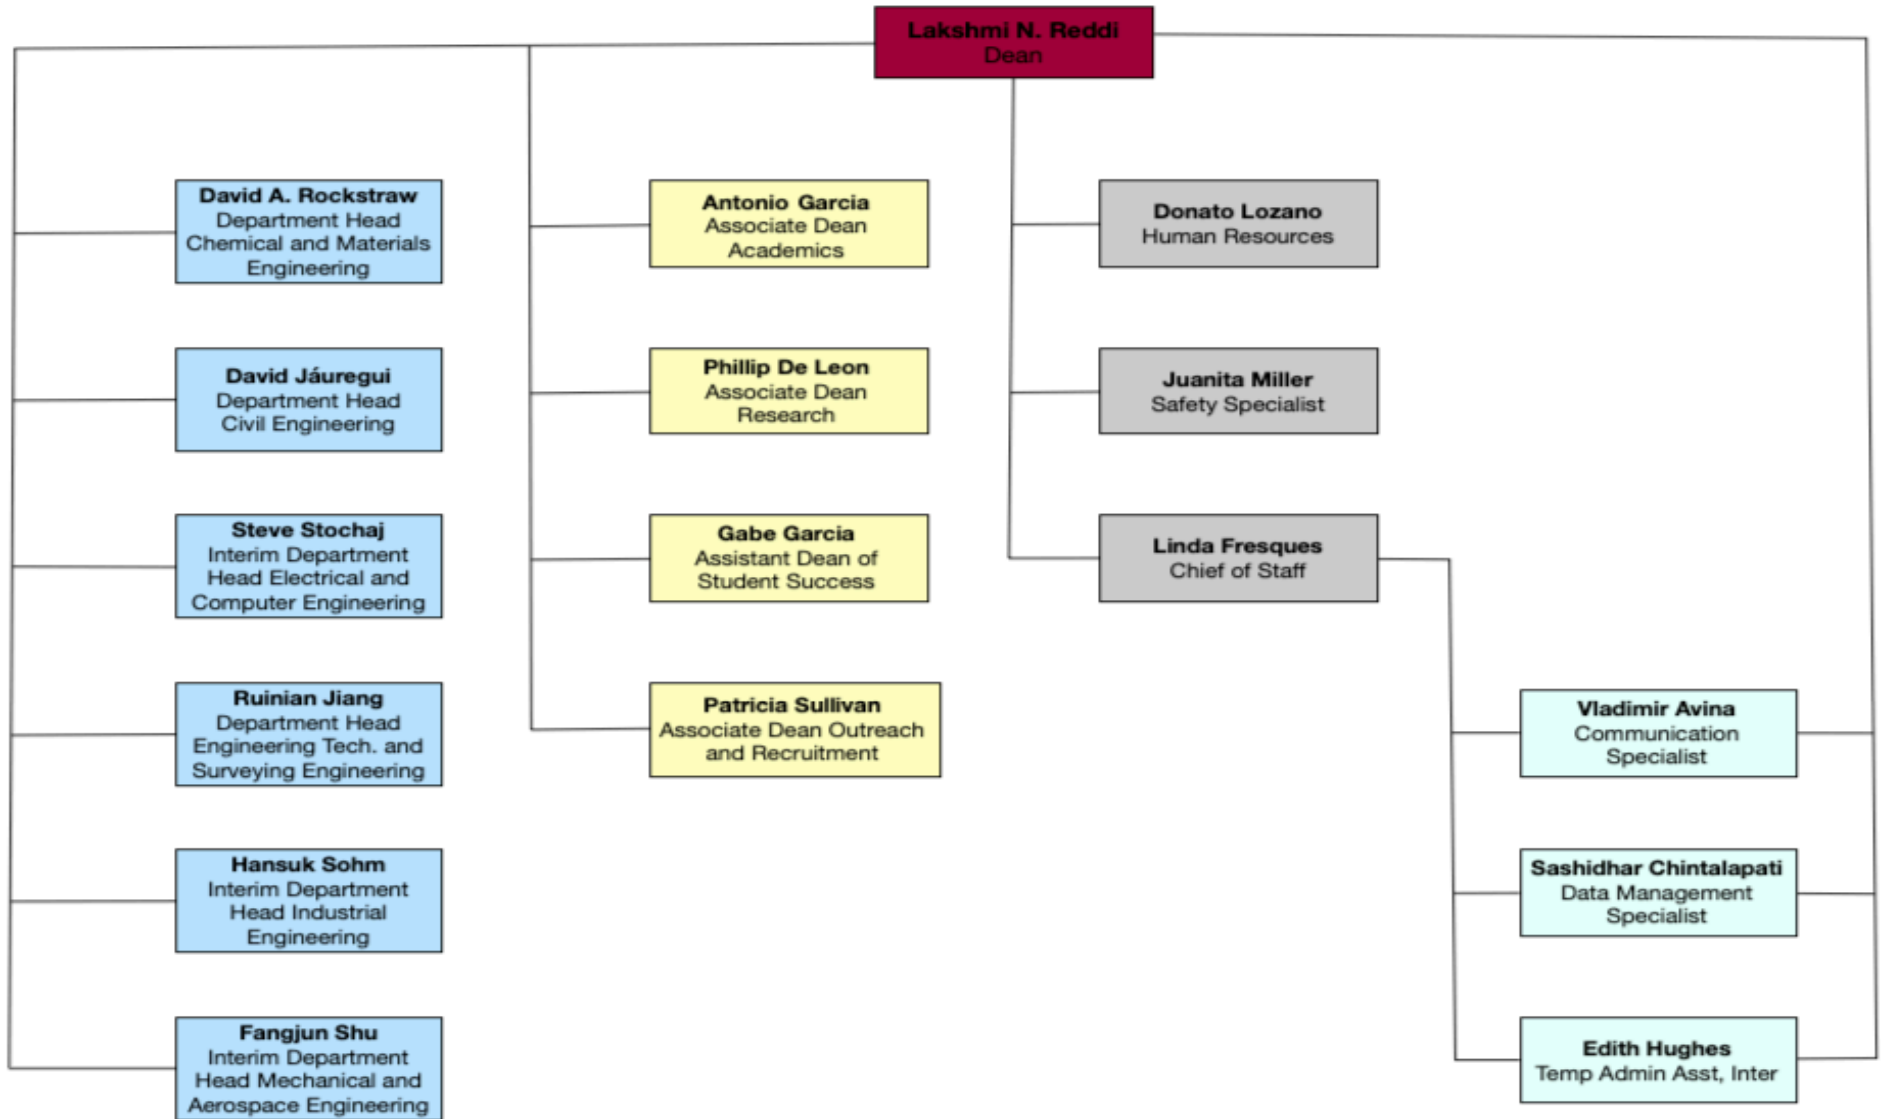 Lakshmi N. Reddi
Dean
David A. Rockstraw
Department Head
Chemical and Materials
Engineering
David Jáuregui
Department Head
Civil Engineering
Steve Stochaj
Interim Department
Head Electrical and
Computer Engineering
Ruinian Jiang
Department Head
Engineering Tech. and
Surveying Engineering
Hansuk Sohm
Interim Department
Head Industrial
Engineering
Fangjun Shu
Interim Department
Head Mechanical and
Aerospace Engineering
Antonio Garcia
Associate Dean
Academics
Phillip De Leon
Associate Dean
Research
Gabe Garcia
Assistant Dean of
Student Success
Patricia Sullivan
Associate Dean Outreach
and Recruitment
Donato Lozano
Human Resources
Juanita Miller
Safety Specialist
Linda Fresques
Chief of Staff
Vladimir Avina
Communication
Specialist
Sashidhar Chintalapati
Data Management
Specialist
Edith Hughes
Temp Admin Asst, Inter